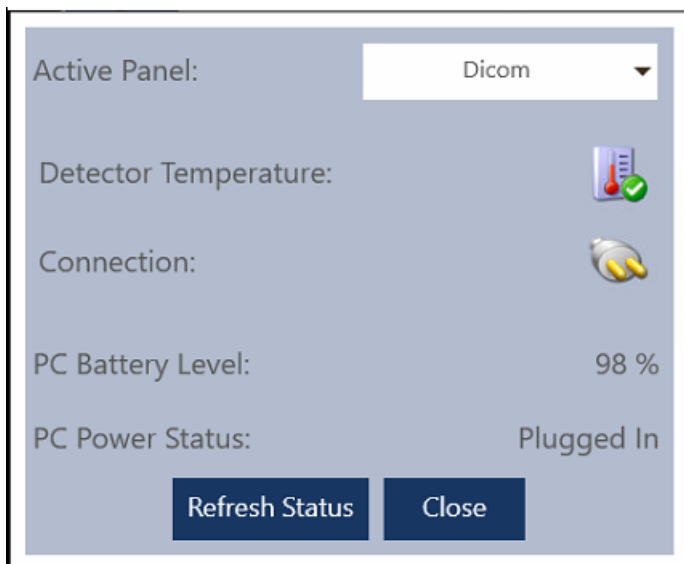 Active Panel: Dicom
Detector Temperature:
Connection:
PC Battery Level: 98 %
PC Power Status: Plugged In
Refresh Status Close